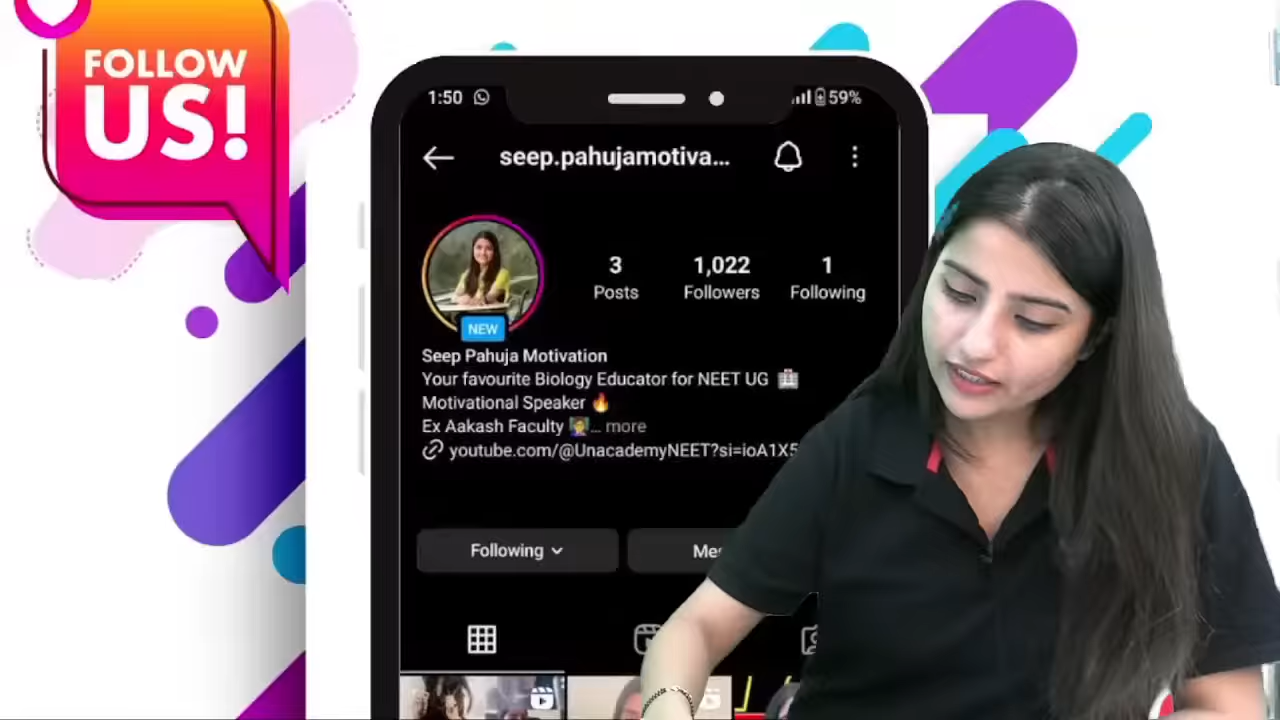 FOLLOW
US!
1:50
59%
seep.pahujamotiva...
3
1,022
1
Posts
Followers
Following
NEW
Seep Pahuja Motivation
Your favourite Biology Educator for NEET UG
Motivational Speaker
Ex Aakash Faculty ... more
youtube.com/@UnacademyNEET?si=ioA1X5
Following
Mes